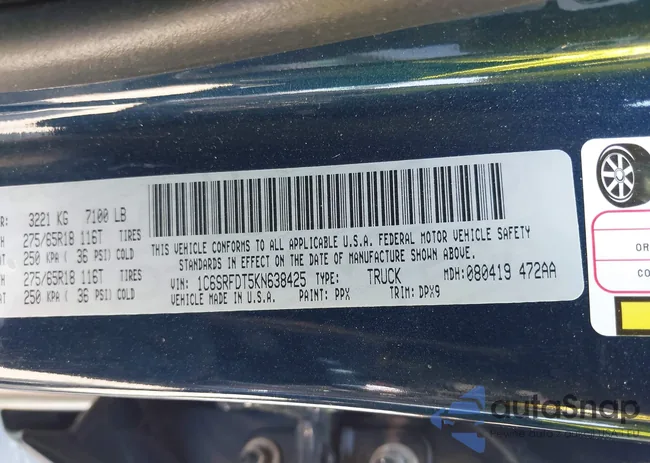 R: 3221 KG 7100 LB
H 275/65R18 116T TIRES
AT 250 KPA ( 36 PSI) COLD
H 275/65R18 116T TIRES
AT 250 KPA ( 36 PSI) COLD
THIS VEHICLE CONFORMS TO ALL APPLICABLE U.S.A. FEDERAL MOTOR VEHICLE SAFETY
STANDARDS IN EFFECT ON THE DATE OF MANUFACTURE SHOWN ABOVE.
VIN: 1C6SRFDT5KN638425 TYPE: TRUCK MDH: 080419 472AA
VEHICLE MADE IN U.S.A. PAINT: PPX TRIM: DPX9
DR
CO
autoSnap